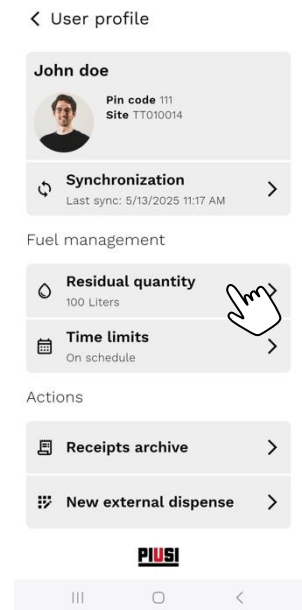 User profile
John doe
Pin code 111
Site TT010014
Synchronization
Last sync: 5/13/2025 11:17 AM
Fuel management
Residual quantity
100 Liters
Time limits
On schedule
Actions
Receipts archive
New external dispense
PIUSI